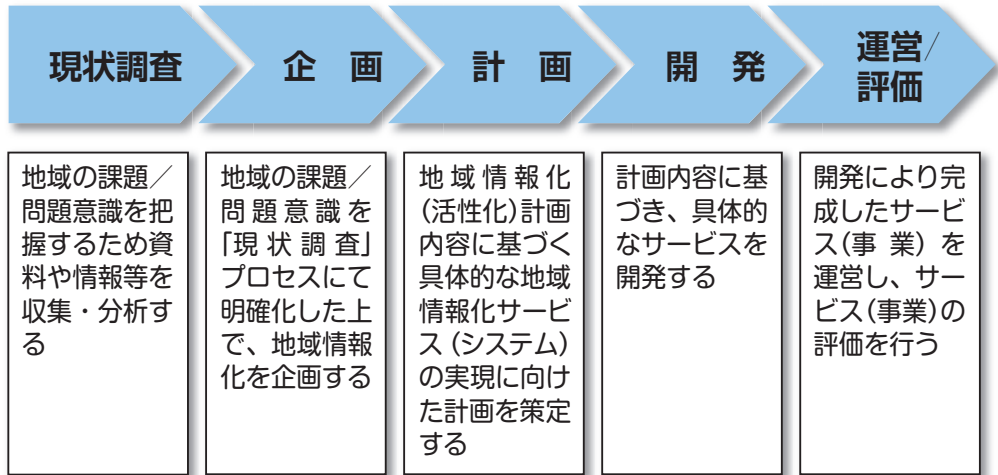 現状調査
企 画
計 画
開 発
運営/
評価
地域の課題/
問題意識を把
握するため資
料や情報等を
収集・分析す
る
地域の課題/
問題意識を
「現状調査」
プロセスにて
明確化した上
で、地域情報
化を企画する
地域情報化
(活性化)計画
内容に基づく
具体的な地域
情報化サービ
ス(システム)
の実現に向け
た計画を策定
する
計画内容に基
づき、具体的
なサービスを
開発する
開発により完
成したサービ
ス(事業)を
運営し、サー
ビス(事業)の
評価を行う